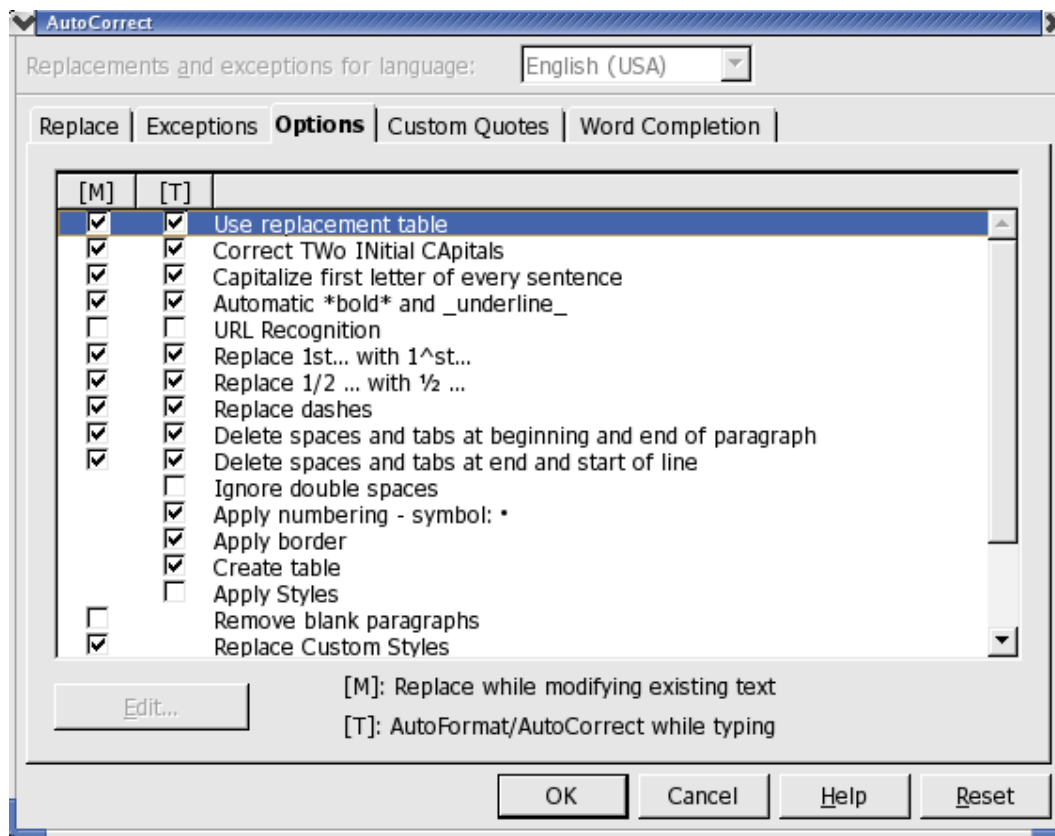 AutoCorrect
Replacements and exceptions for language: English (USA)
Replace Exceptions Options Custom Quotes Word Completion
[M] [T]
Use replacement table
Correct TWo INitial CApitals
Capitalize first letter of every sentence
Automatic *bold* and _underline_
URL Recognition
Replace 1st... with 1^st...
Replace 1/2 ... with ½ ...
Replace dashes
Delete spaces and tabs at beginning and end of paragraph
Delete spaces and tabs at end and start of line
Ignore double spaces
Apply numbering - symbol: •
Apply border
Create table
Apply Styles
Remove blank paragraphs
Replace Custom Styles
Edit... [M]: Replace while modifying existing text
[T]: AutoFormat/AutoCorrect while typing
OK Cancel Help Reset